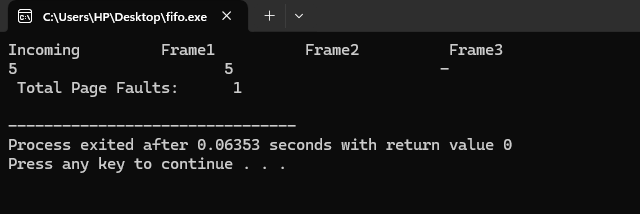 C:\Users\HP\Desktop\fifo.exe
Incoming Frame1 Frame2 Frame3
5 5 -
Total Page Faults: 1
--------------------------------
Process exited after 0.06353 seconds with return value 0
Press any key to continue . . .